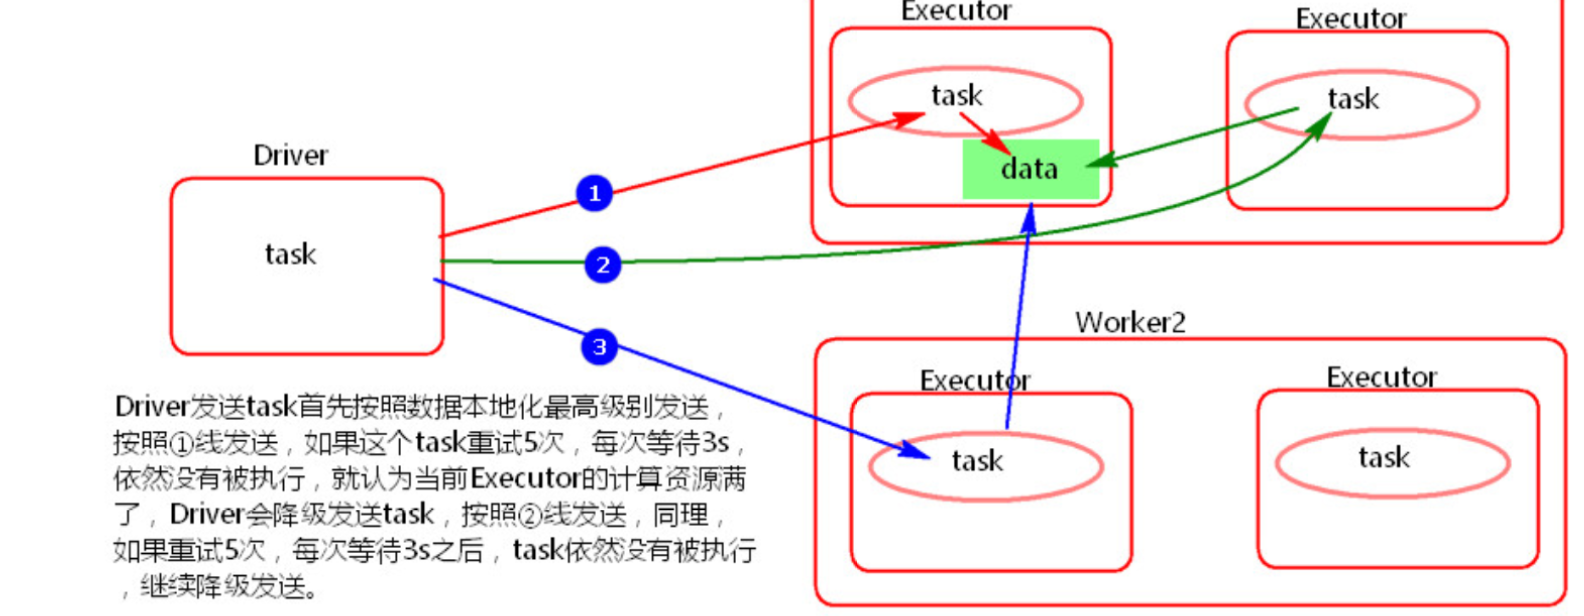 Executor
Executor
task
task
data
Driver
task
1
2
3
Worker2
Executor
Executor
task
task
Driver发送task首先按照数据本地化最高级别发送，
按照①线发送，如果这个task重试5次，每次等待3s，
依然没有被执行，就认为当前Executor的计算资源两
了，Driver会降级发送task，按照②线发送，同理，
如果重试5次，每次等待3s之后，task依然没有被执行
，继续降级发送。